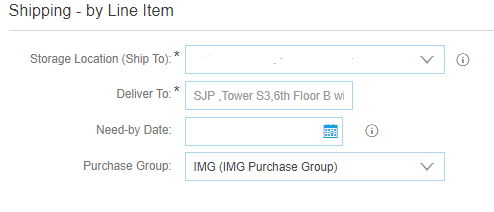 Shipping - by Line Item
Storage Location (Ship To):*
Deliver To:* SJP ,Tower S3,6th Floor B wi
Need-by Date:
Purchase Group: IMG (IMG Purchase Group)